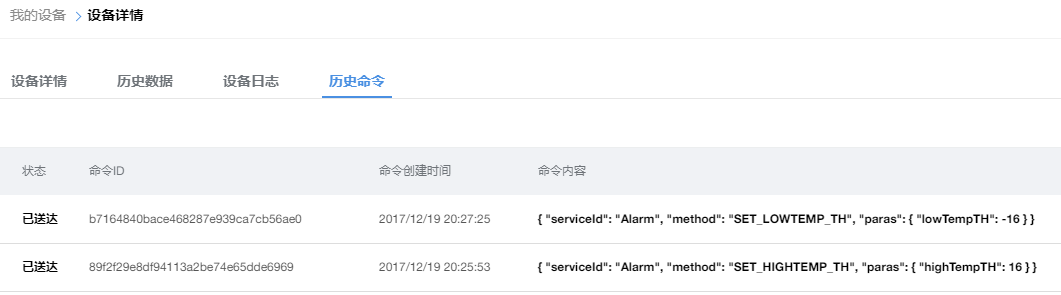 我的设备 > 设备详情
设备详情 历史数据 设备日志 历史命令
状态 命令ID 命令创建时间 命令内容
已送达 b7164840bace468287e939ca7cb56ae0 2017/12/19 20:27:25 { "serviceId": "Alarm", "method": "SET_LOWTEMP_TH", "paras": { "lowTempTH": -16 } }
已送达 89f2f29e8df94113a2be74e65dde6969 2017/12/19 20:25:53 { "serviceId": "Alarm", "method": "SET_HIGHTEMP_TH", "paras": { "highTempTH": 16 } }